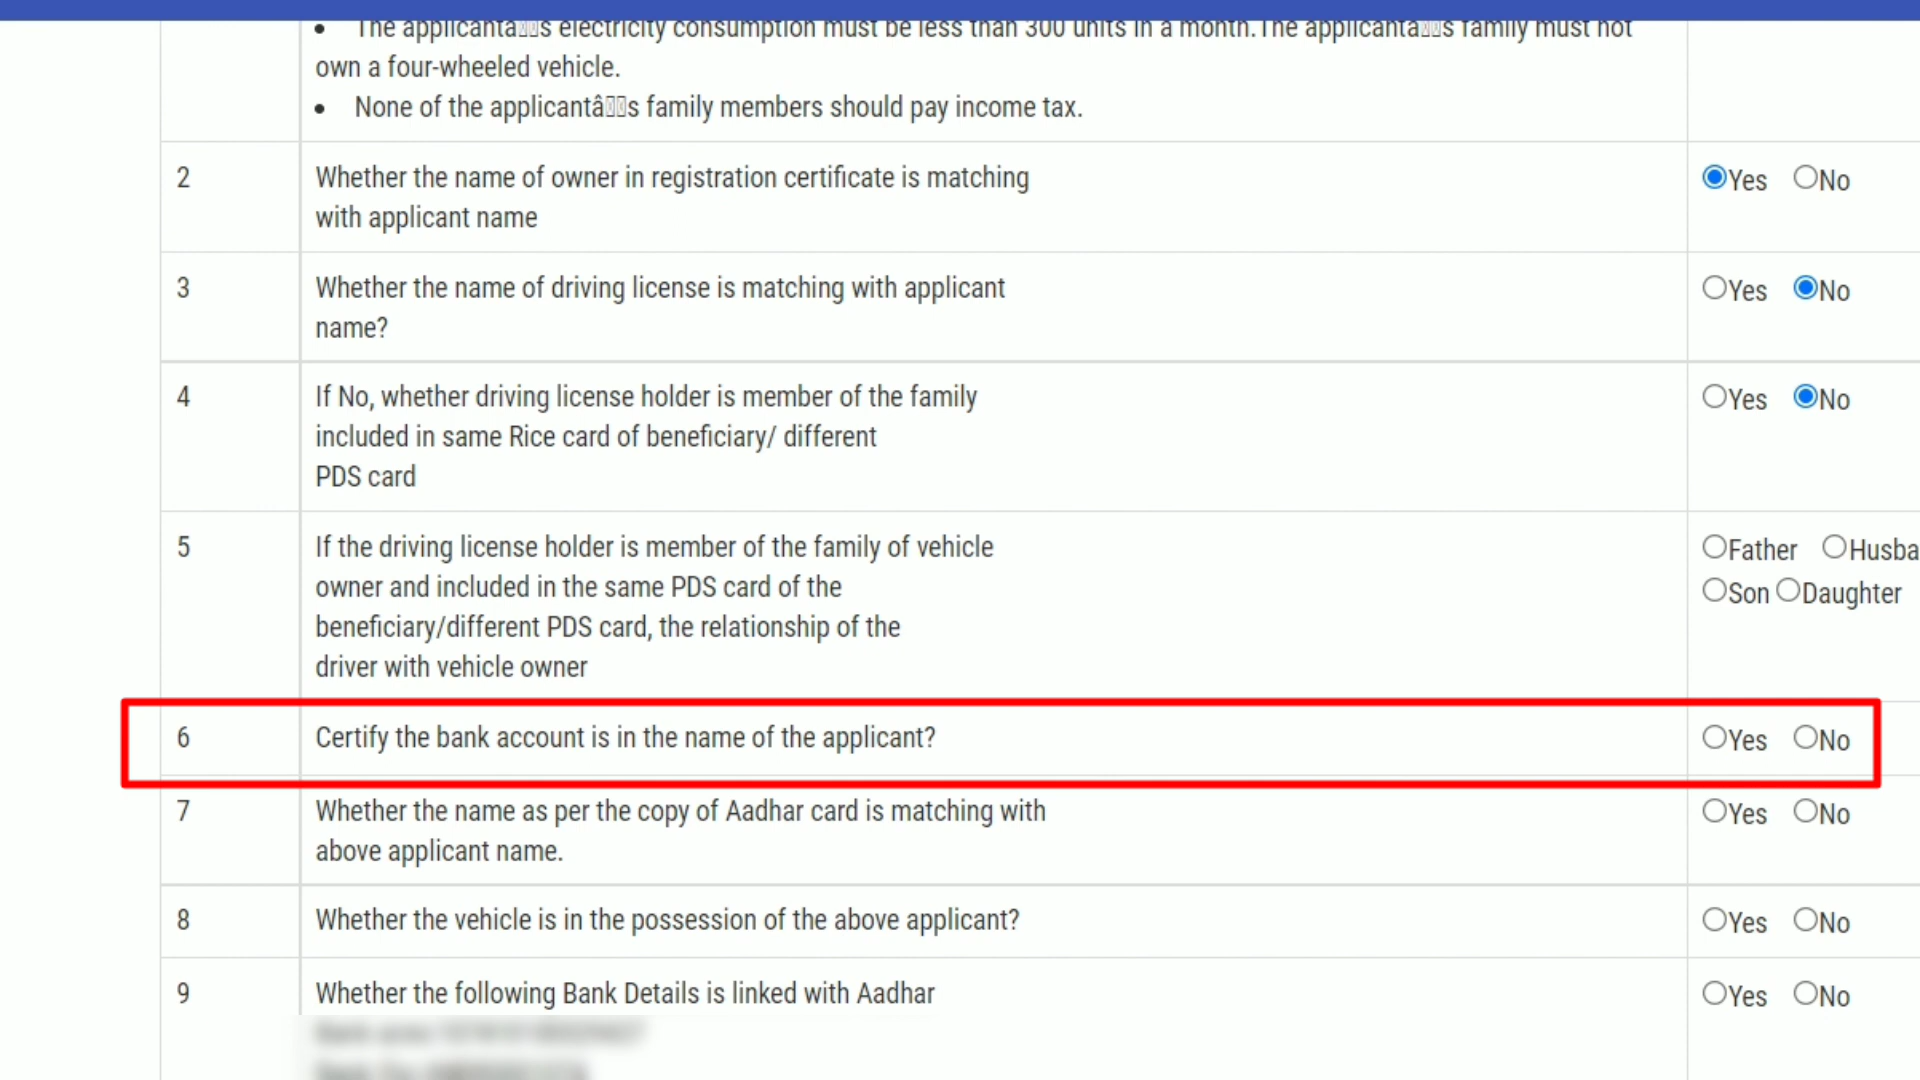 • The applicantâs electricity consumption must be less than 300 units in a month.The applicantâs family must not
own a four-wheeled vehicle.
• None of the applicantâs family members should pay income tax.
2 Whether the name of owner in registration certificate is matching
with applicant name
Yes No
3 Whether the name of driving license is matching with applicant
name?
Yes No
4 If No, whether driving license holder is member of the family
included in same Rice card of beneficiary/ different
PDS card
Yes No
5 If the driving license holder is member of the family of vehicle
owner and included in the same PDS card of the
beneficiary/different PDS card, the relationship of the
driver with vehicle owner
Father Husba
Son Daughter
6 Certify the bank account is in the name of the applicant?
Yes No
7 Whether the name as per the copy of Aadhar card is matching with
above applicant name.
Yes No
8 Whether the vehicle is in the possession of the above applicant?
Yes No
9 Whether the following Bank Details is linked with Aadhar
Yes No